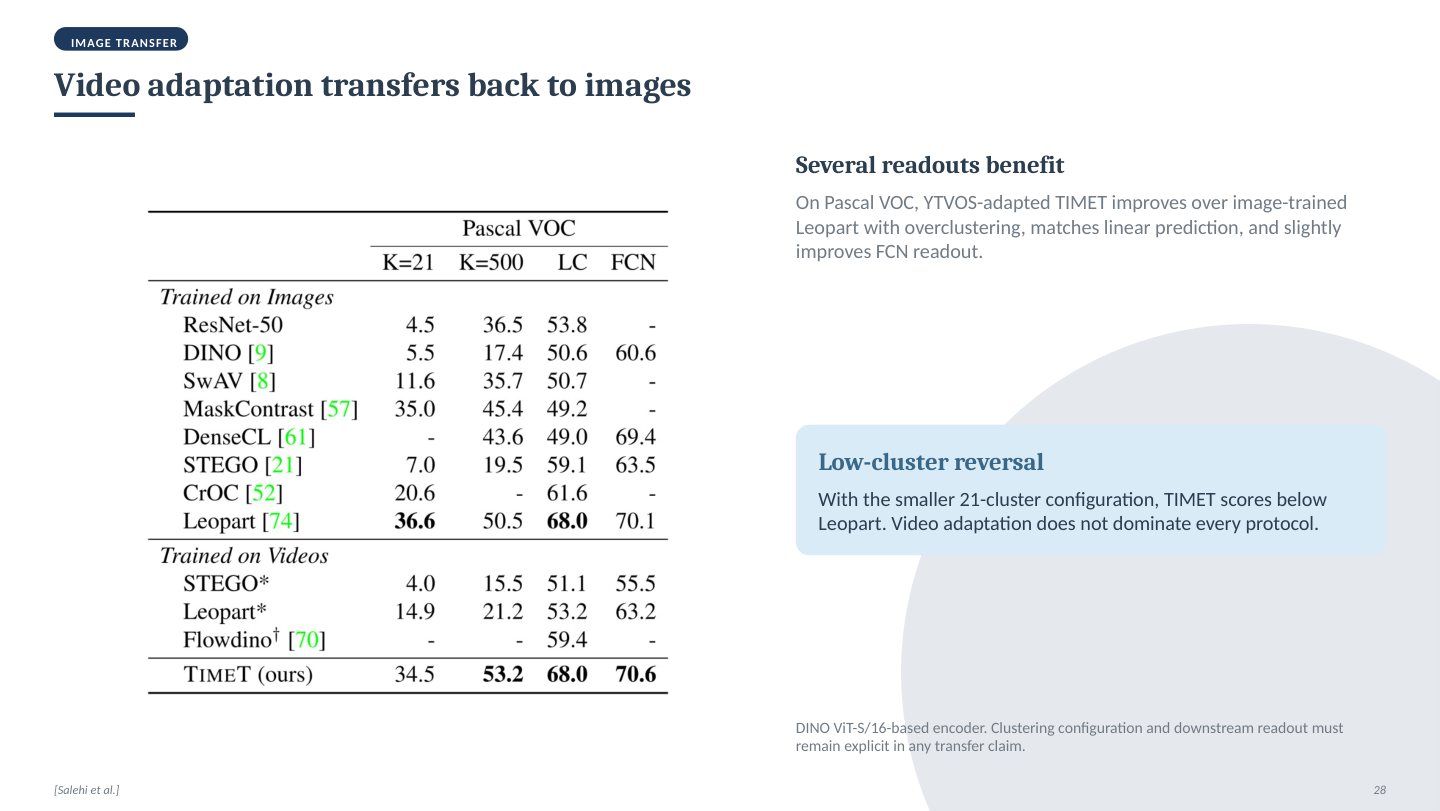 IMAGE TRANSFER
Video adaptation transfers back to images
Pascal VOC
K=21 K=500 LC FCN
Trained on Images
ResNet-50 4.5 36.5 53.8 -
DINO [9] 5.5 17.4 50.6 60.6
SwAV [8] 11.6 35.7 50.7 -
MaskContrast [57] 35.0 45.4 49.2 -
DenseCL [61] - 43.6 49.0 69.4
STEGO [21] 7.0 19.5 59.1 63.5
CrOC [52] 20.6 - 61.6 -
Leopart [74] 36.6 50.5 68.0 70.1
Trained on Videos
STEGO* 4.0 15.5 51.1 55.5
Leopart* 14.9 21.2 53.2 63.2
Flowdino† [70] - - 59.4 -
TIMET (ours) 34.5 53.2 68.0 70.6
Several readouts benefit
On Pascal VOC, YTVOS-adapted TIMET improves over image-trained
Leopart with overclustering, matches linear prediction, and slightly
improves FCN readout.
Low-cluster reversal
With the smaller 21-cluster configuration, TIMET scores below
Leopart. Video adaptation does not dominate every protocol.
DINO ViT-S/16-based encoder. Clustering configuration and downstream readout must
remain explicit in any transfer claim.
[Salehi et al.]
28